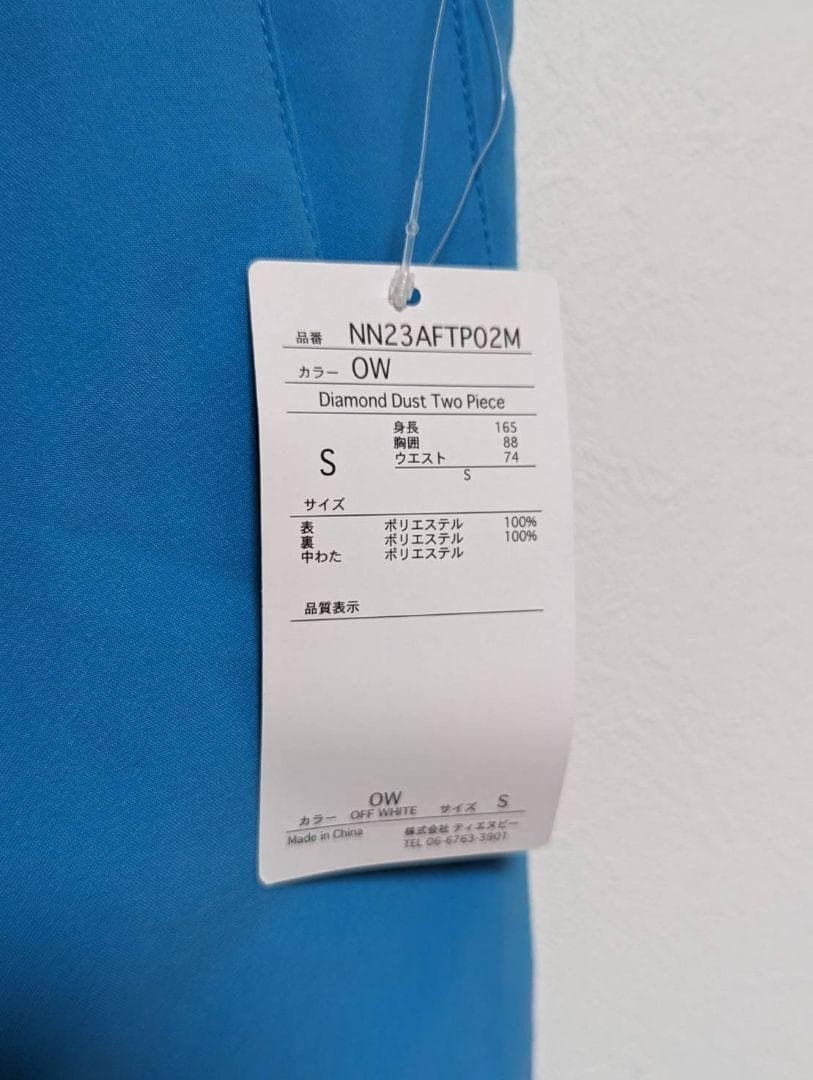 品番 NN23AFTP02M
カラー OW
Diamond Dust Two Piece
身長 165
胸囲 88
S ウエスト 74
S
サイズ
表 ポリエステル 100%
裏 ポリエステル 100%
中わた ポリエステル
品質表示
OW
カラー OFF WHITE サイズ S
Made in China 株式会社 ティエヌピー
TEL 06-6763-3901